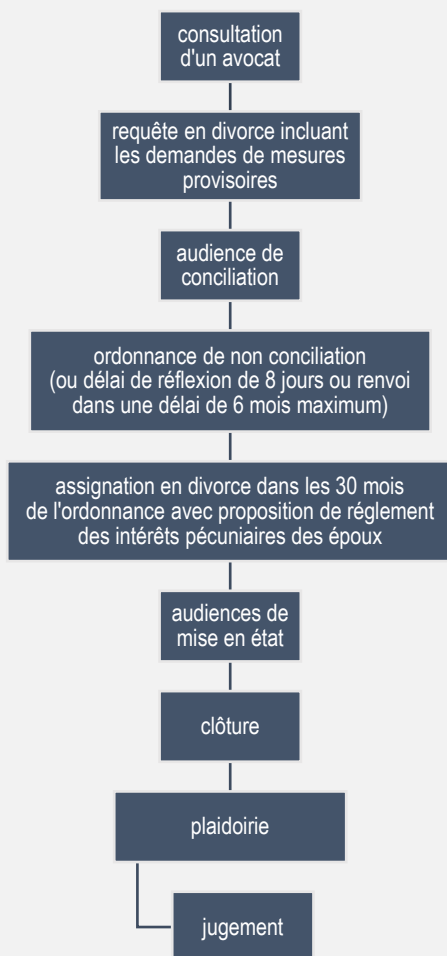 consultation
d'un avocat
requête en divorce incluant
les demandes de mesures
provisoires
audience de
conciliation
ordonnance de non conciliation
(ou délai de réflexion de 8 jours ou renvoi
dans une délai de 6 mois maximum)
assignation en divorce dans les 30 mois
de l'ordonnance avec proposition de réglement
des intérêts pécuniaires des époux
audiences de
mise en état
clôture
plaidoirie
jugement